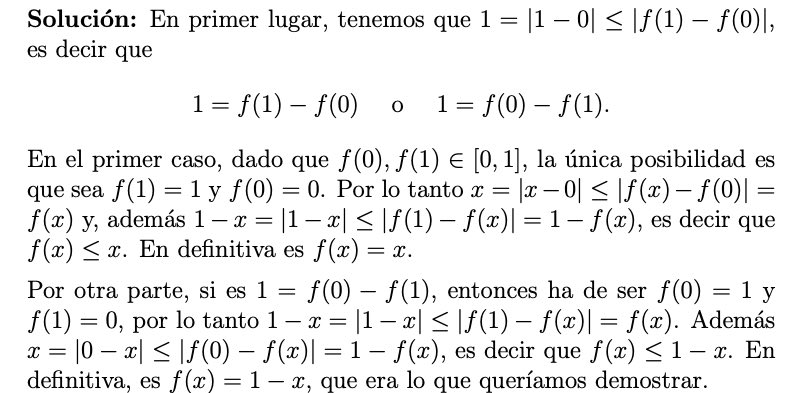 Solución: En primer lugar, tenemos que 1 = |1 − 0| ≤ |f(1) − f(0)|,
es decir que
1 = f(1) − f(0) o 1 = f(0) − f(1).
En el primer caso, dado que f(0), f(1) ∈ [0, 1], la única posibilidad es
que sea f(1) = 1 y f(0) = 0. Por lo tanto x = |x − 0| ≤ |f(x) − f(0)| =
f(x) y, además 1 − x = |1 − x| ≤ |f(1) − f(x)| = 1 − f(x), es decir que
f(x) ≤ x. En definitiva es f(x) = x.
Por otra parte, si es 1 = f(0) − f(1), entonces ha de ser f(0) = 1 y
f(1) = 0, por lo tanto 1 − x = |1 − x| ≤ |f(1) − f(x)| = f(x). Además
x = |0 − x| ≤ |f(0) − f(x)| = 1 − f(x), es decir que f(x) ≤ 1 − x. En
definitiva, es f(x) = 1 − x, que era lo que queríamos demostrar.